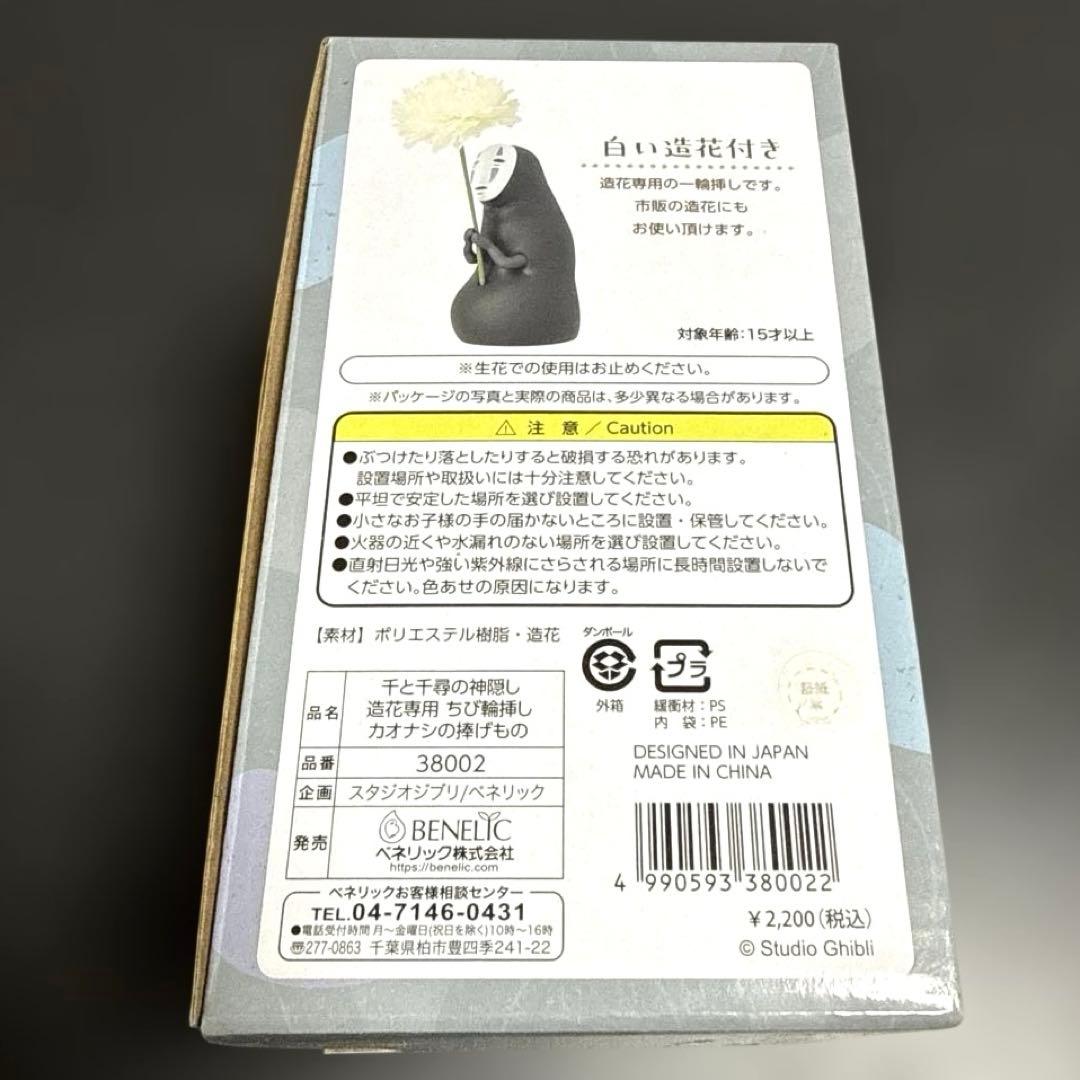 白い造花付き
造花専用の一輪挿しです。
市販の造花にも
お使い頂けます。
対象年齢:15才以上
※生花での使用はお止めください。
※パッケージの写真と実際の商品は、多少異なる場合があります。
⚠ 注 意/Caution
●ぶつけたり落としたりすると破損する恐れがあります。
設置場所や取扱いには十分注意してください。
●平坦で安定した場所を選び設置してください。
●小さなお子様の手の届かないところに設置・保管してください。
●火器の近くや水漏れのない場所を選び設置してください。
●直射日光や強い紫外線にさらされる場所に長時間設置しないで
ください。色あせの原因になります。
【素材】ポリエステル樹脂・造花
ダンボール
外箱
プラ
緩衝材:PS
内 袋:PE
品名
千と千尋の神隠し
造花専用 ちび輪挿し
カオナシの捧げもの
品番 38002
企画 スタジオジブリ/ベネリック
発売
BENELIC
ベネリック株式会社
https://benelic.com
DESIGNED IN JAPAN
MADE IN CHINA
4 990593 380022
¥2,200(税込)
© Studio Ghibli
ベネリックお客様相談センター
TEL.04-7146-0431
●電話受付時間 月~金曜日(祝日を除く)10時~16時
〠277-0863 千葉県柏市豊四季241-22